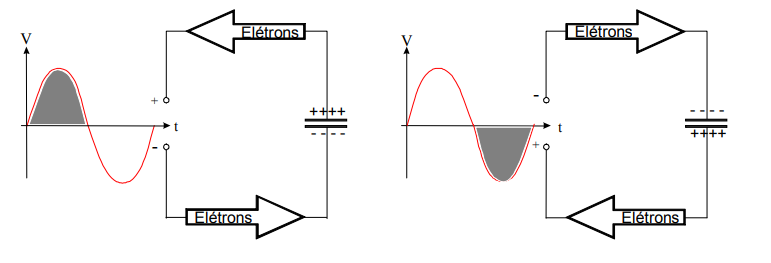 V
Elétrons
+
++++
t
-
- - - -
Elétrons
V
Elétrons
-
- - - -
t
+
++++
Elétrons